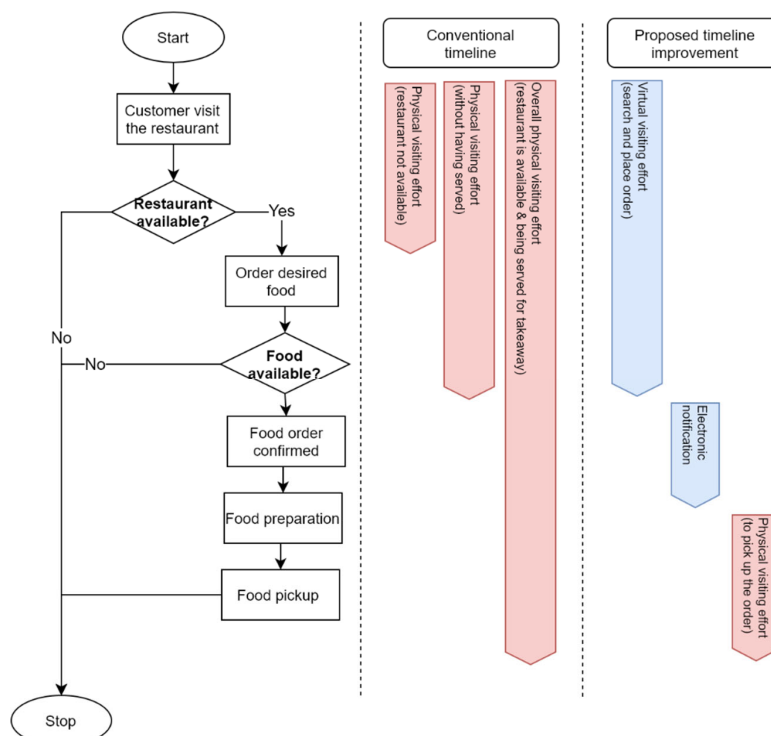 Start
Customer visit
the restaurant
Restaurant
available?
Yes
Order desired
food
No
No
Food
available?
Food order
confirmed
Food preparation
Food pickup
Stop
Conventional
timeline
Physical visiting effort
(restaurant not available)
Physical visiting effort
(without having served)
Overall physical visiting effort
(restaurant is available & being served for takeaway)
Proposed timeline
improvement
Virtual visiting effort
(search and place order)
Electronic
notification
Physical visiting effort
(to pick up the order)